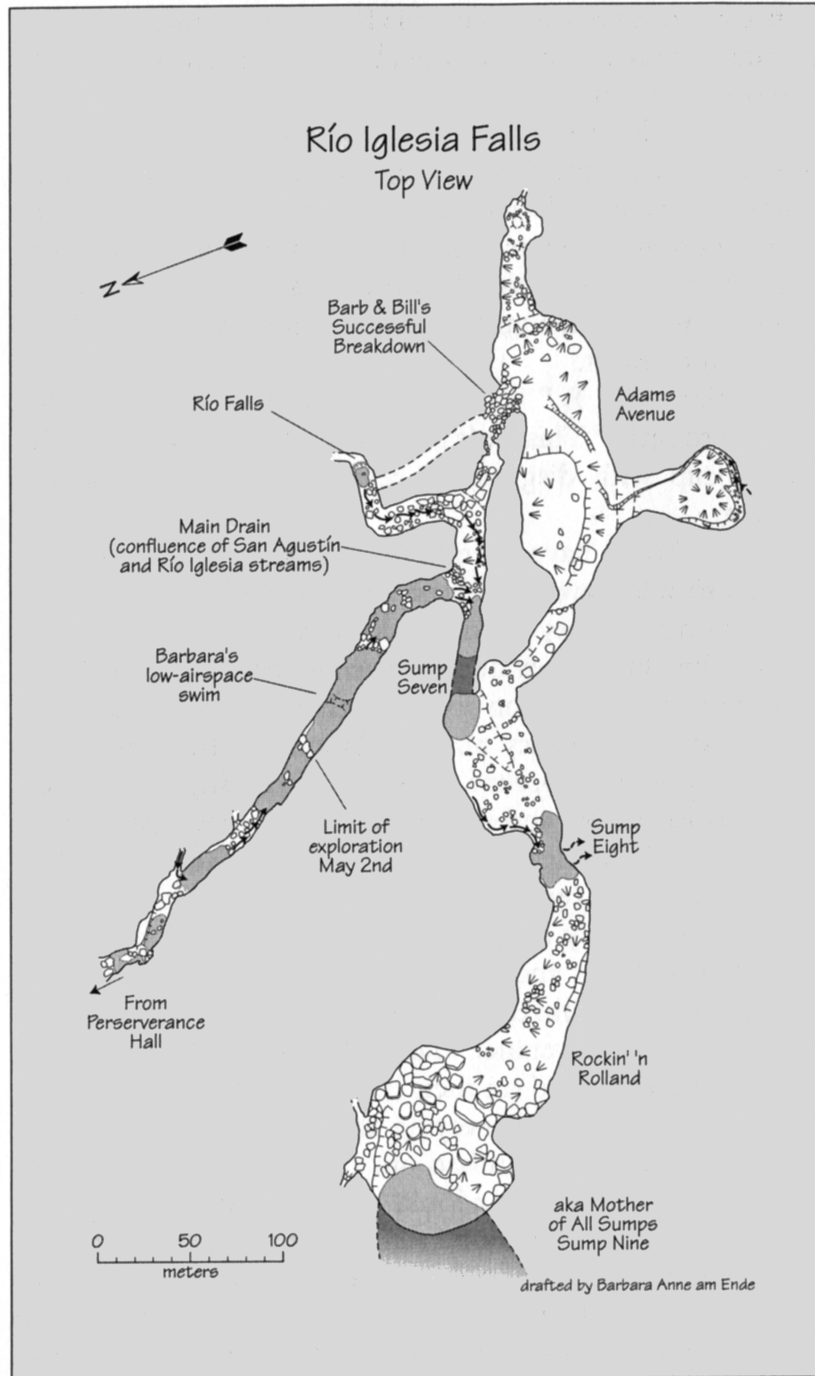 Río Iglesia Falls
Top View
N
Barb & Bill's
Successful
Breakdown
Río Falls
Adams
Avenue
Main Drain
(confluence of San Agustín
and Río Iglesia streams)
Barbara's
low-airspace
swim
Sump
Seven
Limit of
exploration
May 2nd
Sump
Eight
From
Perserverance
Hall
Rockin' 'n
Rolland
aka Mother
of All Sumps
Sump Nine
0 50 100
meters
drafted by Barbara Anne am Ende